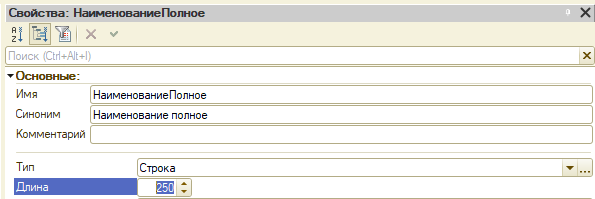 Свойства: НаименованиеПолное
Поиск (Ctrl+Alt+I)
Основные:
Имя НаименованиеПолное
Синоним Наименование полное
Комментарий
Тип Строка
Длина 250